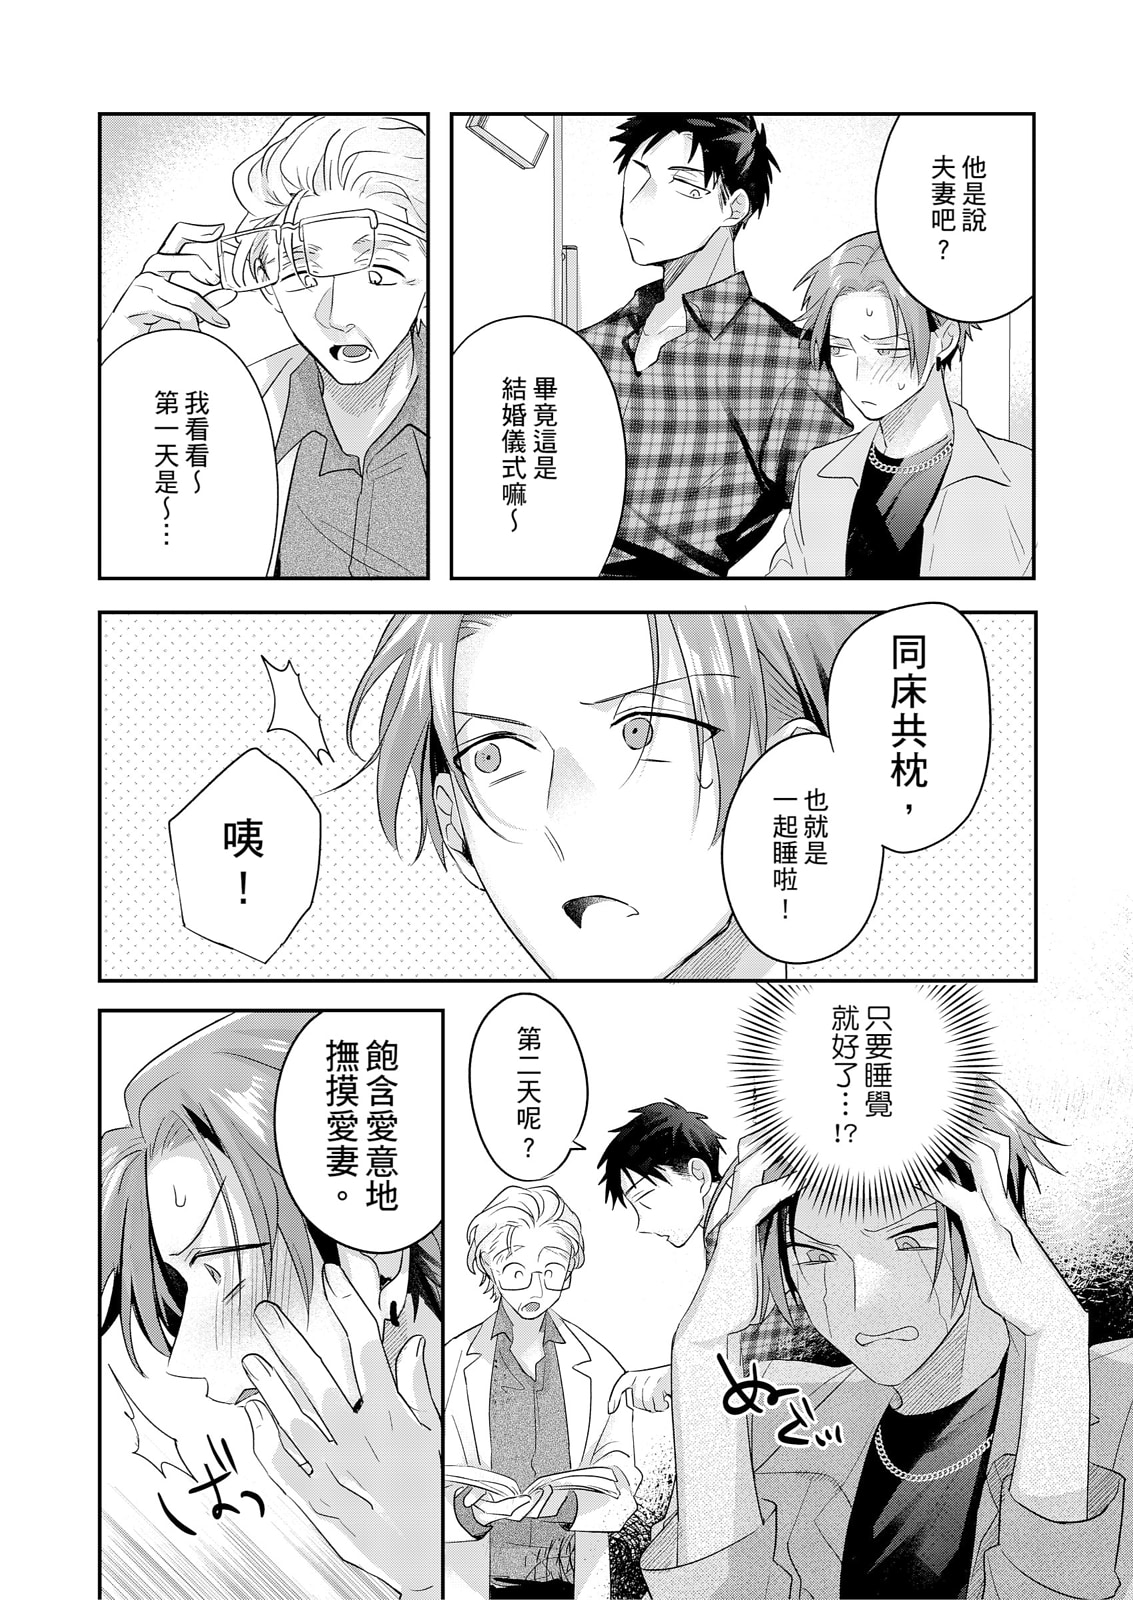 他是說
夫妻吧？
畢竟這是
結婚儀式嘛～
我看看～
第一天是～…
同床共枕，
也就是
一起睡啦！
咦！
只要睡覺
就好了…!?
ぬぐぐ
第二天呢？
飽含愛意地
撫摸愛妻。
ばっ